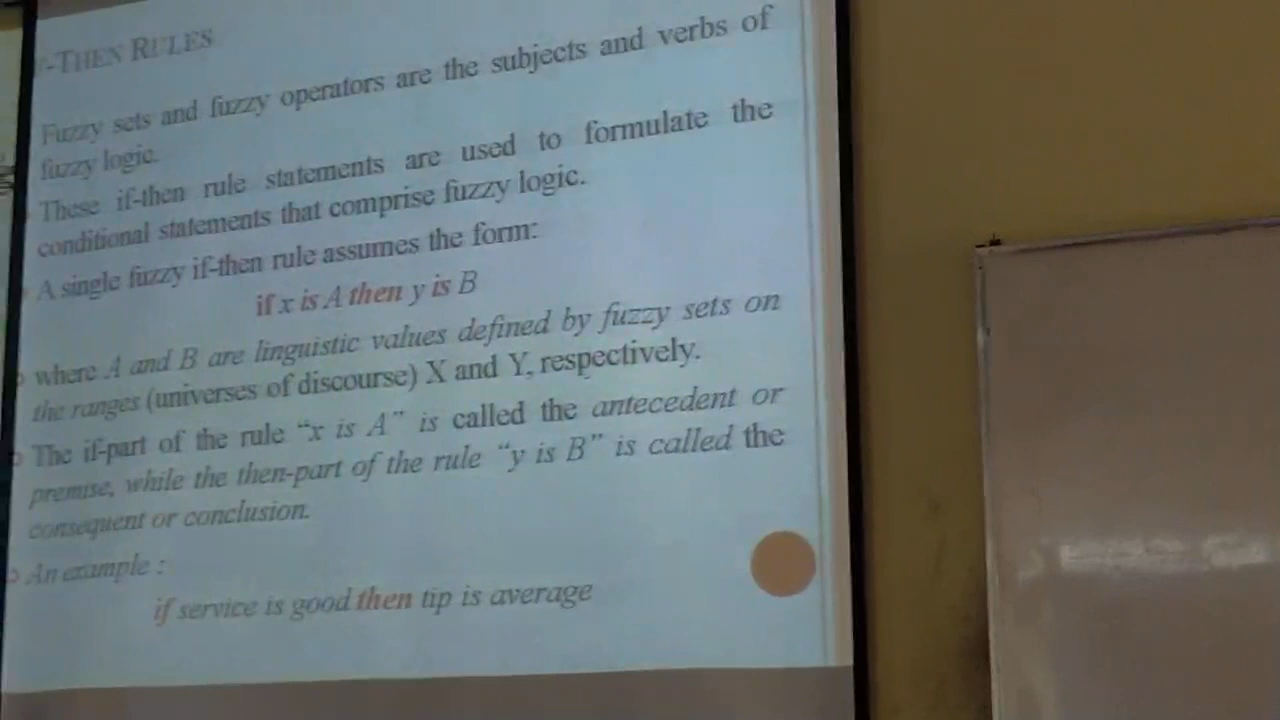 -THEN RULES
Fuzzy sets and fuzzy operators are the subjects and verbs of
fuzzy logic.
These if-then rule statements are used to formulate the
conditional statements that comprise fuzzy logic.
A single fuzzy if-then rule assumes the form:
if x is A then y is B
where A and B are linguistic values defined by fuzzy sets on
the ranges (universes of discourse) X and Y, respectively.
The if-part of the rule “x is A” is called the antecedent or
premise, while the then-part of the rule “y is B” is called the
consequent or conclusion.
An example :
if service is good then tip is average